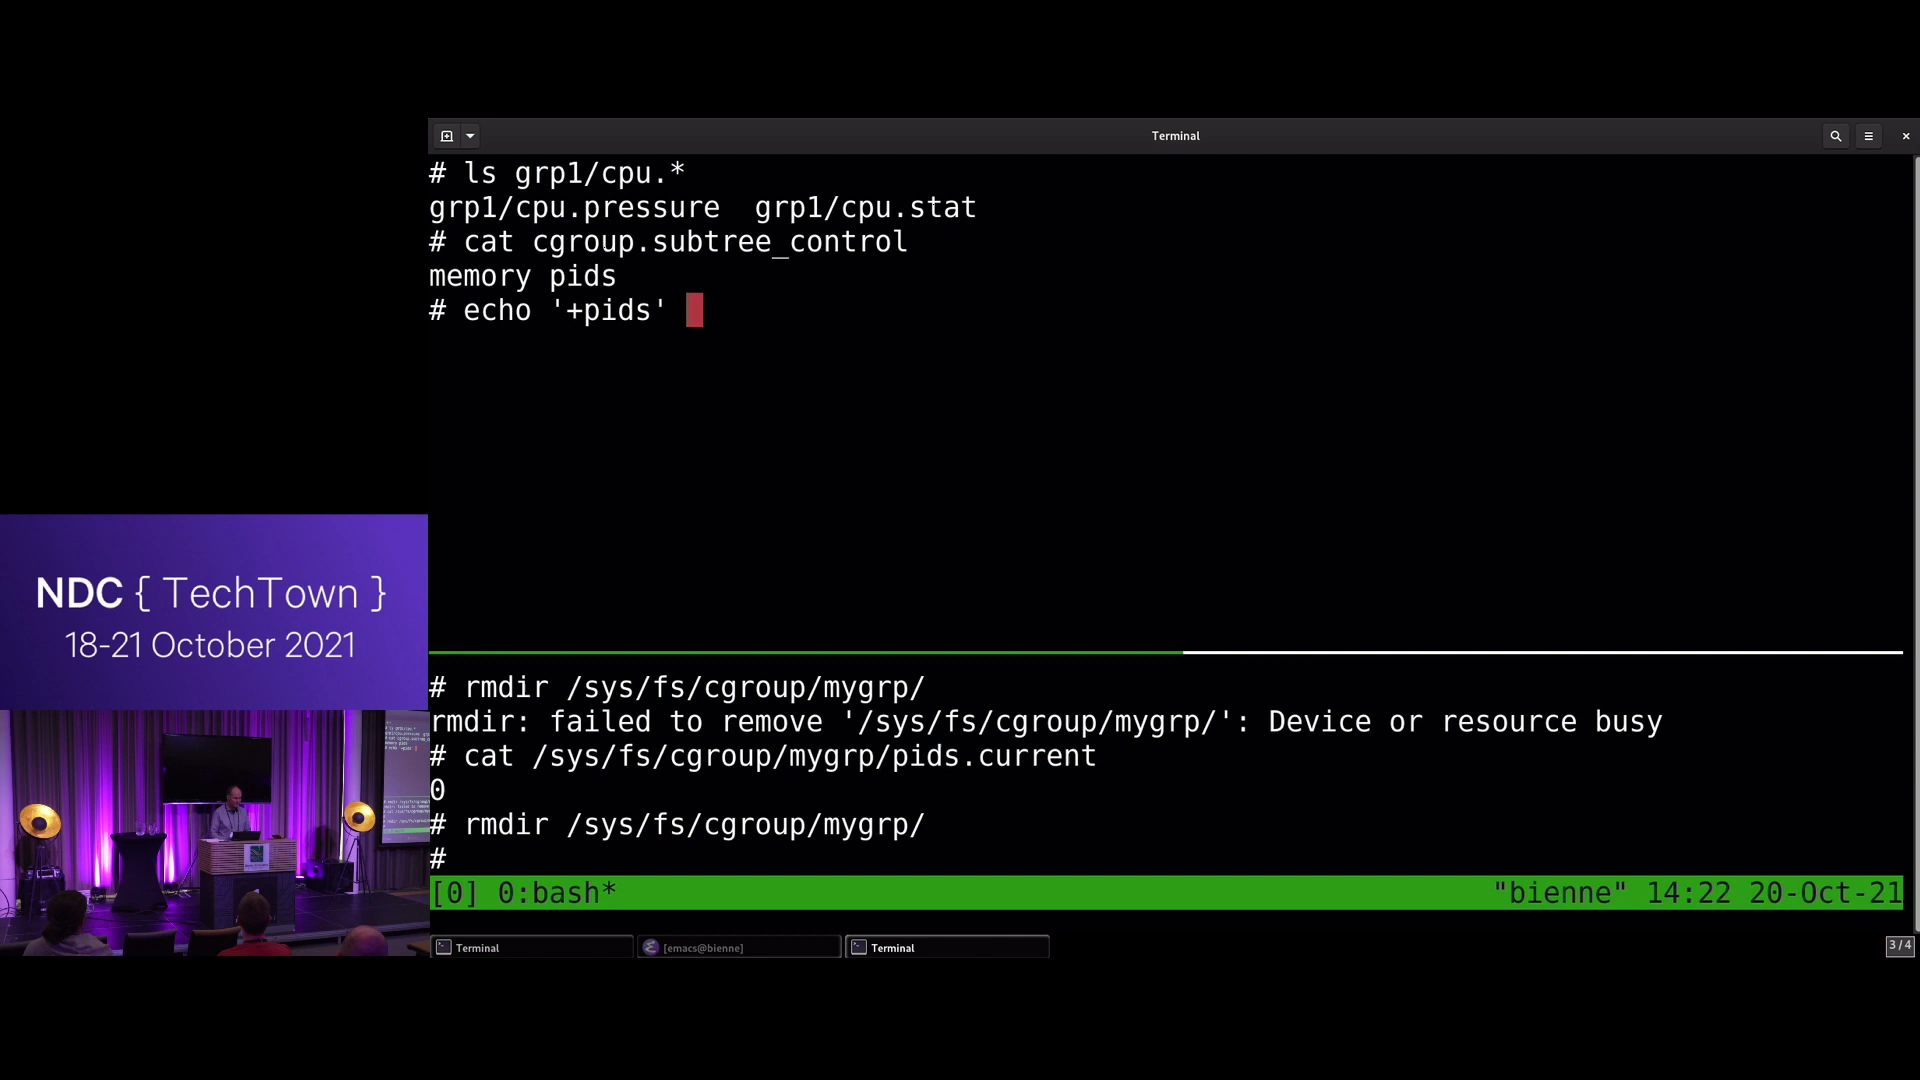 Terminal
# ls grp1/cpu.*
grp1/cpu.pressure  grp1/cpu.stat
# cat cgroup.subtree_control
memory pids
# echo '+pids'
NDC { TechTown }
18-21 October 2021
# rmdir /sys/fs/cgroup/mygrp/
rmdir: failed to remove '/sys/fs/cgroup/mygrp/': Device or resource busy
# cat /sys/fs/cgroup/mygrp/pids.current
0
# rmdir /sys/fs/cgroup/mygrp/
#
[0] 0:bash* "bienne" 14:22 20-Oct-21
Terminal [emacs@bienne] Terminal 3/4